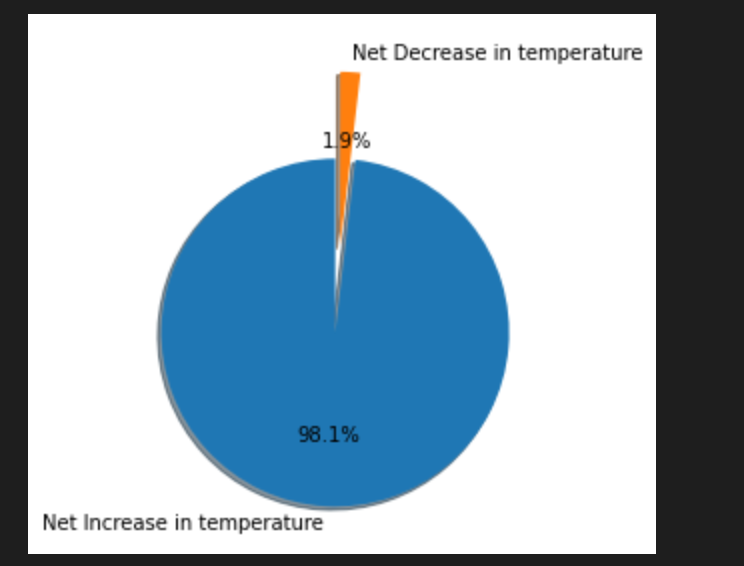 Net Decrease in temperature
1.9%
98.1%
Net Increase in temperature